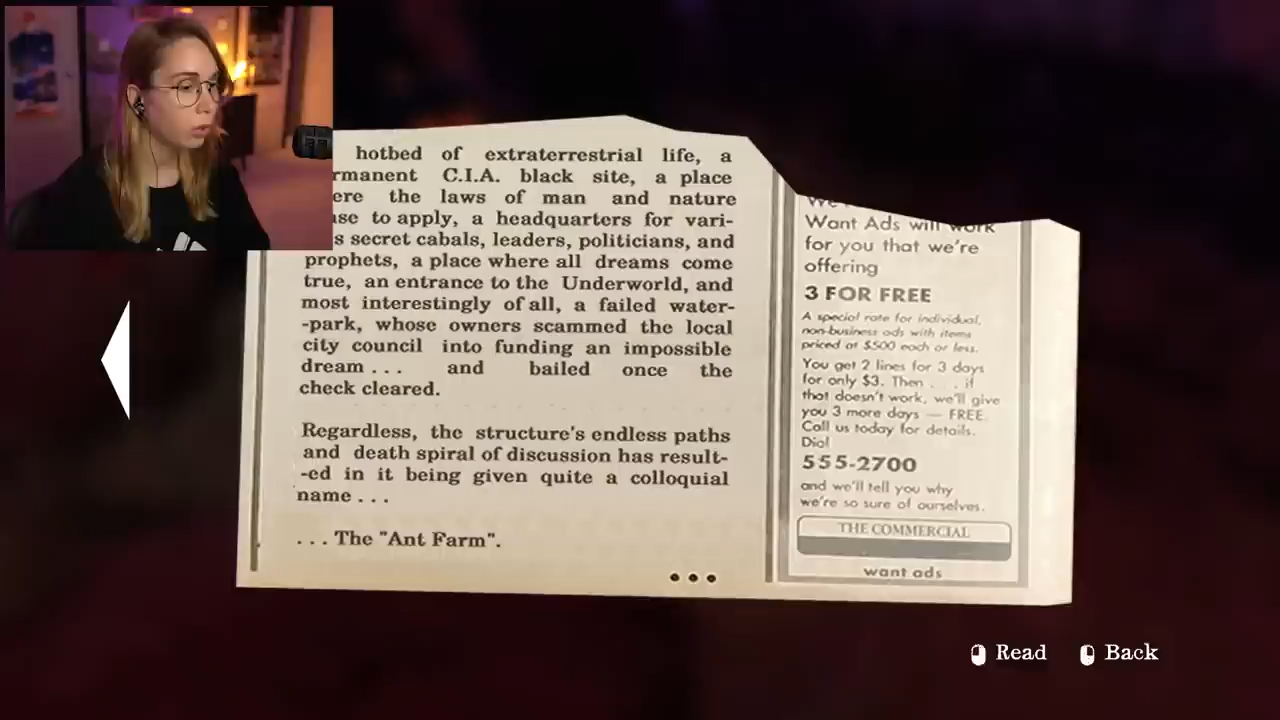 hotbed of extraterrestrial life, a
C.I.A. black site, a place
the laws of man and nature
to apply, a headquarters for vari-
secret cabals, leaders, politicians, and
prophets, a place where all dreams come
true, an entrance to the Underworld, and
most interestingly of all, a failed water-
-park, whose owners scammed the local
city council into funding an impossible
dream . . . and bailed once the
check cleared.
Regardless, the structure's endless paths
and death spiral of discussion has result-
-ed in it being given quite a colloquial
name . . .
. . . The "Ant Farm".
Want Ads will work
for you that we're
offering
3 FOR FREE
A special rate for individual,
non-business ads with items
priced at $500 each or less.
You get 2 lines for 3 days
for only $3. Then . . . if
that doesn't work, we'll give
you 3 more days — FREE.
Call us today for details.
Dial
555-2700
and we'll tell you why
we're so sure of ourselves.
THE COMMERCIAL
want ads
Read
Back